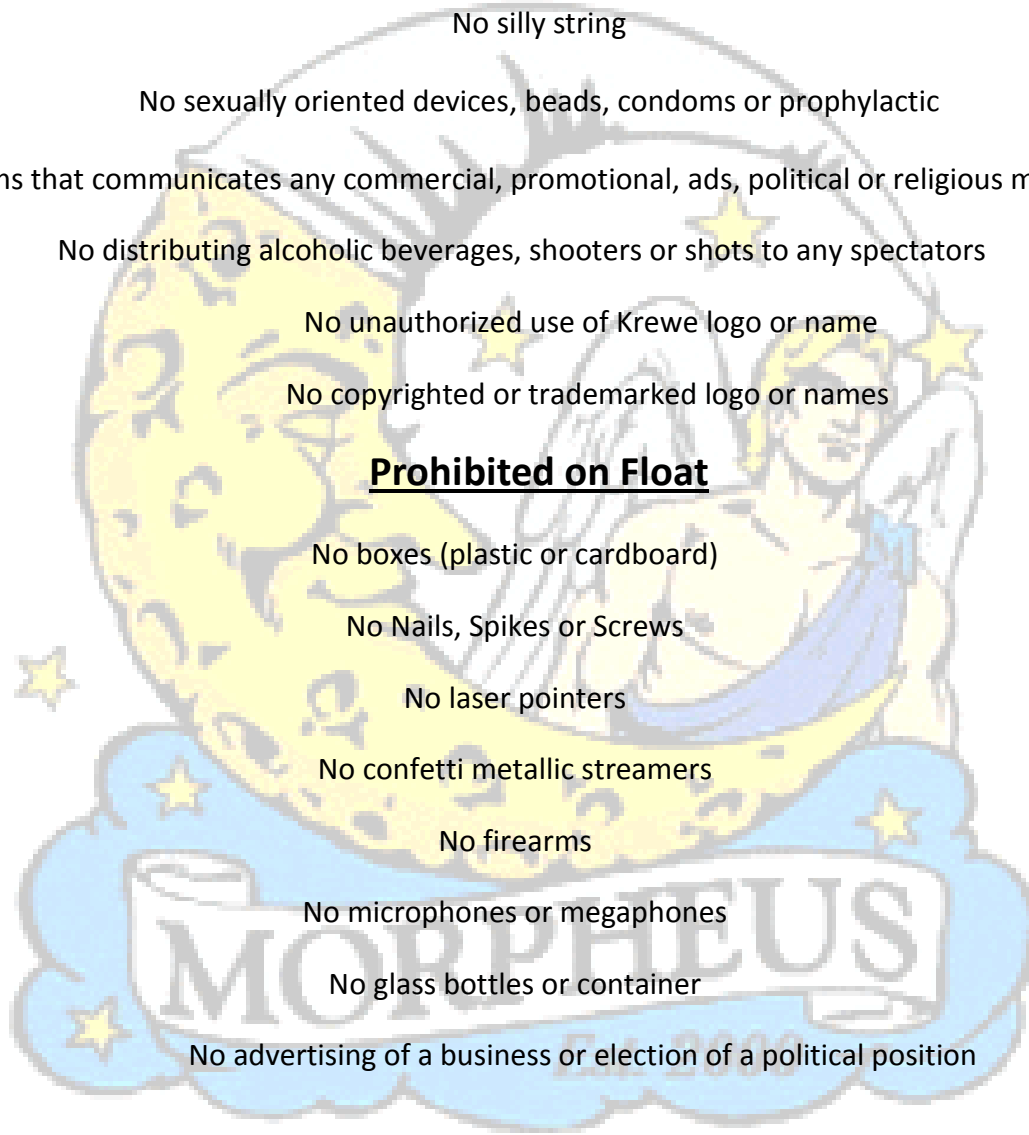 No silly string
No sexually oriented devices, beads, condoms or prophylactic
that communicates any commercial, promotional, ads, political or religious
No distributing alcoholic beverages, shooters or shots to any spectators
No unauthorized use of Krewe logo or name
No copyrighted or trademarked logo or names
Prohibited on Float
No boxes (plastic or cardboard)
No Nails, Spikes or Screws
No laser pointers
No confetti metallic streamers
No firearms
No microphones or megaphones
MORPHEUS
No glass bottles or container
No advertising of a business or election of a political position
Est.
M